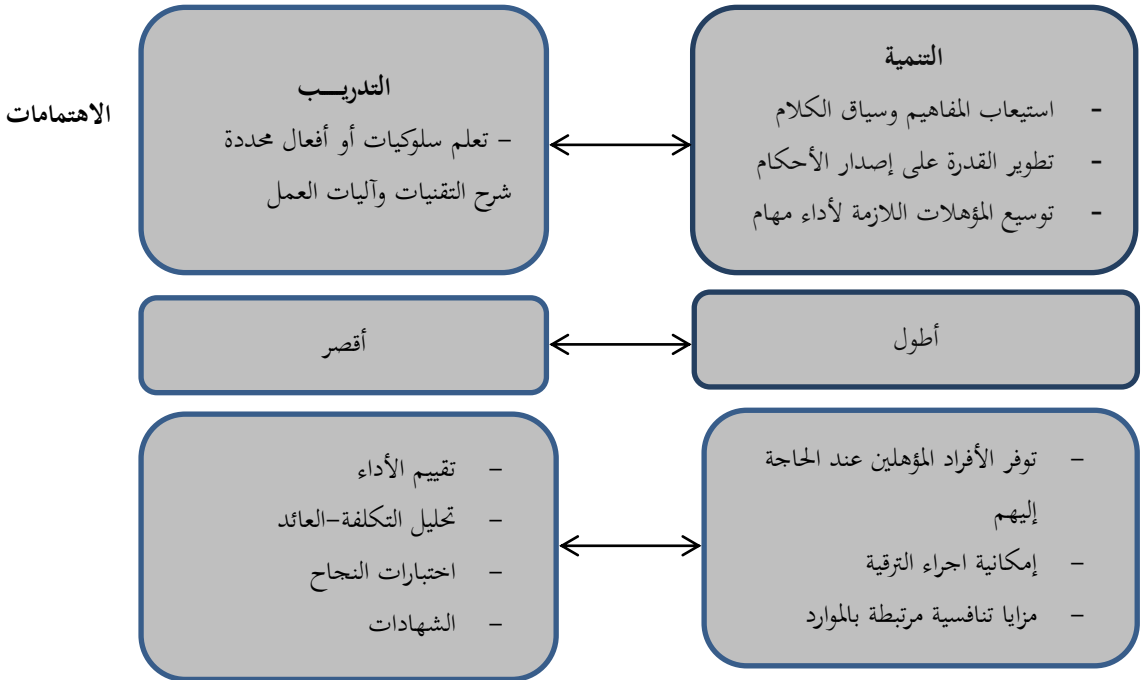 التنمية
- استيعاب المفاهيم وسياق الكلام
- تطوير القدرة على إصدار الأحكام
- توسيع المؤهلات اللازمة لأداء مهام
التدريـــب
– تعلم سلوكيات أو أفعال محددة
شرح التقنيات وآليات العمل
الاهتمامات
أطول
أقصر
– توفر الأفراد المؤهلين عند الحاجة
إليهم
– إمكانية اجراء الترقية
– مزايا تنافسية مرتبطة بالموارد
– تقييم الأداء
– تحليل التكلفة–العائد
– اختبارات النجاح
– الشهادات